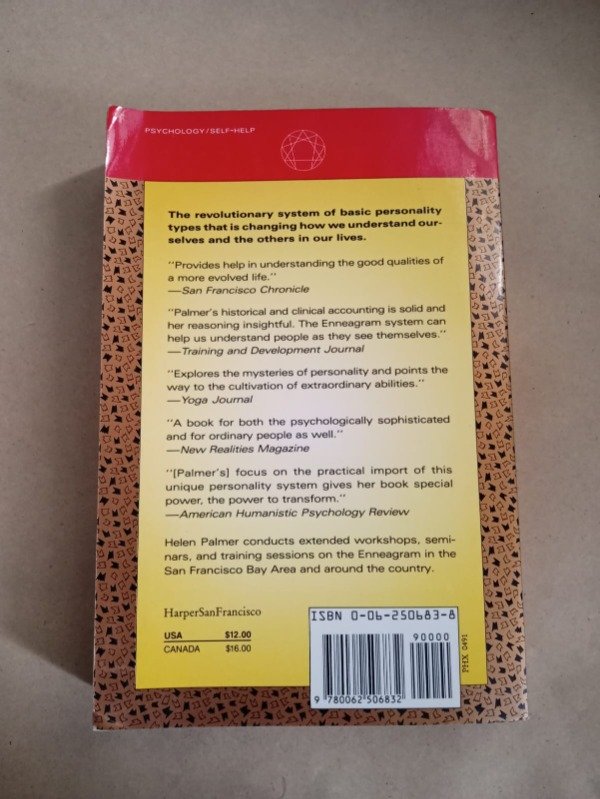 PSYCHOLOGY/SELF-HELP
The revolutionary system of basic personality
types that is changing how we understand our-
selves and the others in our lives.
"Provides help in understanding the good qualities of
a more evolved life."
—San Francisco Chronicle
"Palmer's historical and clinical accounting is solid and
her reasoning insightful. The Enneagram system can
help us understand people as they see themselves."
—Training and Development Journal
"Explores the mysteries of personality and points the
way to the cultivation of extraordinary abilities."
—Yoga Journal
"A book for both the psychologically sophisticated
and for ordinary people as well."
—New Realities Magazine
"[Palmer's] focus on the practical import of this
unique personality system gives her book special
power, the power to transform."
—American Humanistic Psychology Review
Helen Palmer conducts extended workshops, semi-
nars, and training sessions on the Enneagram in the
San Francisco Bay Area and around the country.
HarperSanFrancisco
USA $12.00
CANADA $16.00
ISBN 0-06-250683-8
90000
9 780062 506832
PHX 0491